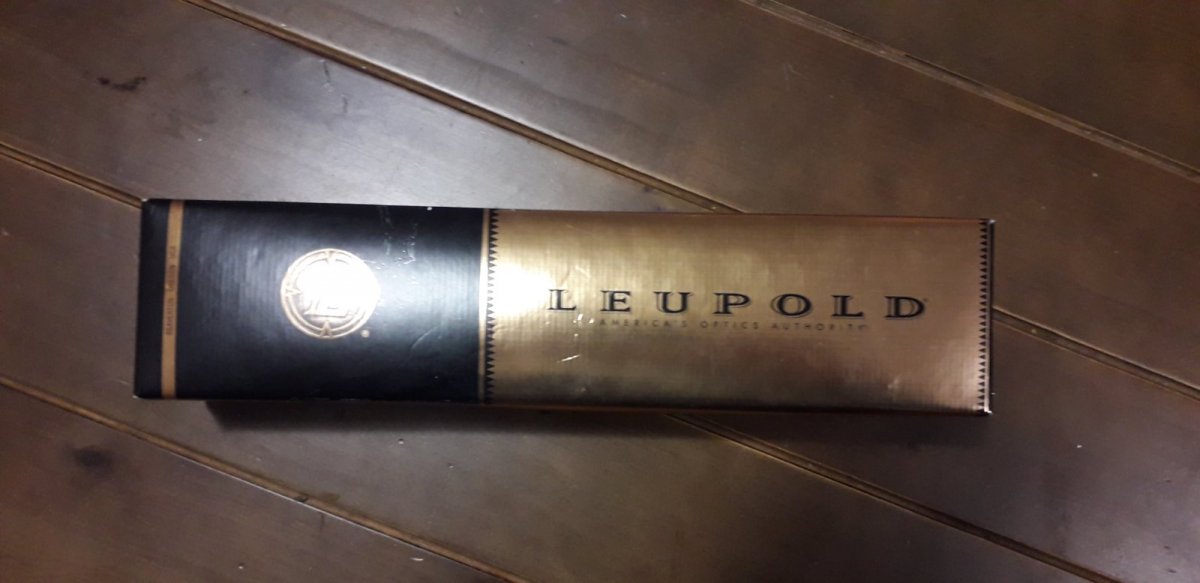 LEUPOLD®
AMERICA'S OPTICS AUTHORITY
®